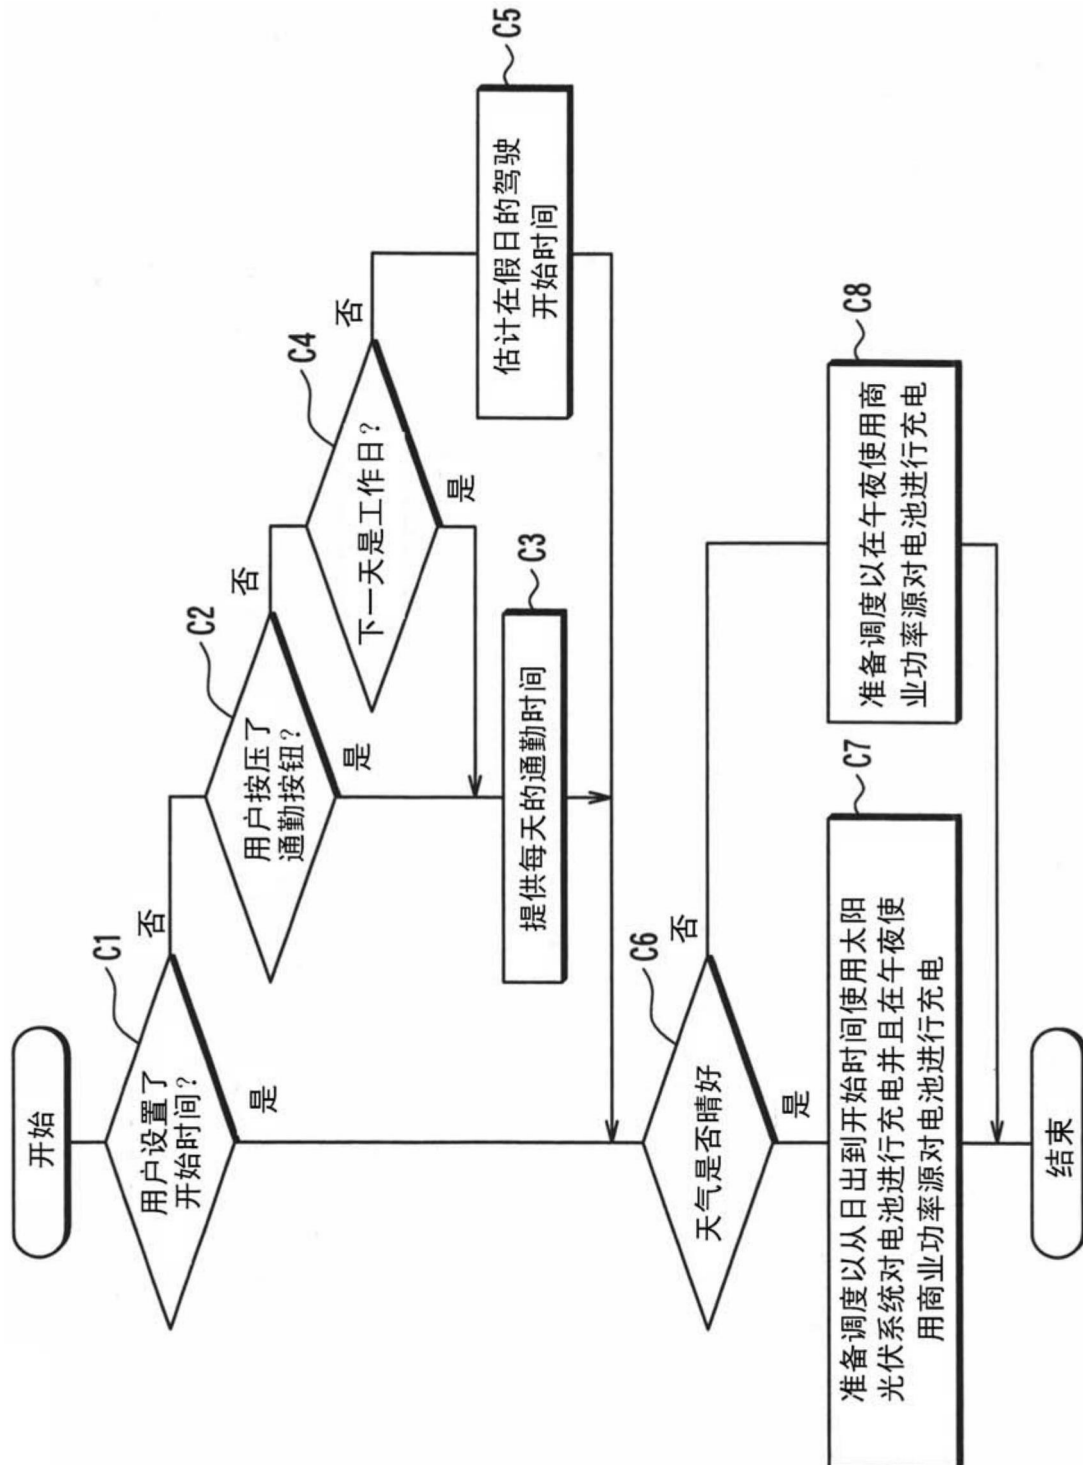 开始
C1
用户设置了
开始时间？
否
是
C2
用户按压了
通勤按钮？
否
是
C4
下一天是工作日？
否
是
C3
提供每天的通勤时间
C5
估计在假日的驾驶
开始时间
C6
天气是否晴好
否
是
C7
准备调度以从日出到开始时间使用太阳
光伏系统对电池进行充电并且在午夜使
用商业功率源对电池进行充电
C8
准备调度以在午夜使用商
业功率源对电池进行充电
结束